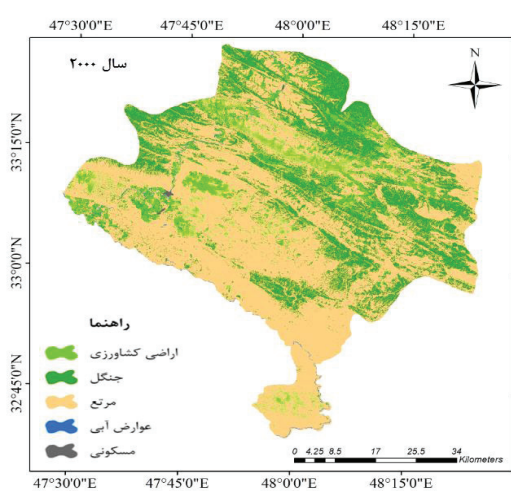 47°30'0"E 47°45'0"E 48°0'0"E 48°15'0"E
سال ۲۰۰۰
N
33°15'0"N
33°0'0"N
32°45'0"N
راهنما
اراضی کشاورزی
جنگل
مرتع
عوارض آبی
مسکونی
0 4.25 8.5 17 25.5 34
Kilometers
47°30'0"E 47°45'0"E 48°0'0"E 48°15'0"E